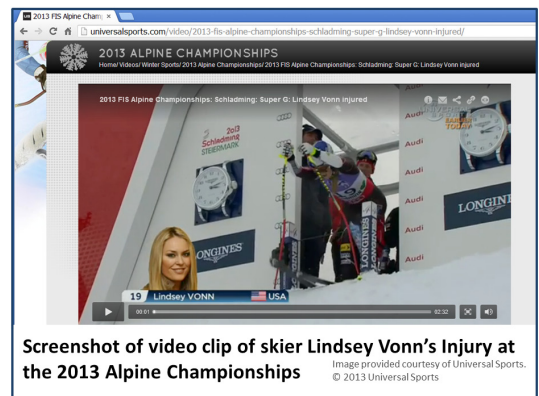 2013 FIS Alpine Champ
universalsports.com/video/2013-fis-alpine-championships-schladming-super-g-lindsey-vonn-injured/
2013 ALPINE CHAMPIONSHIPS
Home/ Videos/ Winter Sports/ 2013 Alpine Championships/ 2013 FIS Alpine Championships: Schladming: Super G: Lindsey Vonn injured
2013 FIS Alpine Championships: Schladming: Super G: Lindsey Vonn injured
2013
Schladming
STEIERMARK
Audi
Audi
Audi
Audi
Audi
LONGINES
LONGINES
LONGINES
19 Lindsey VONN USA
00:01 02:32
Screenshot of video clip of skier Lindsey Vonn's Injury at
the 2013 Alpine Championships
Image provided courtesy of Universal Sports.
© 2013 Universal Sports